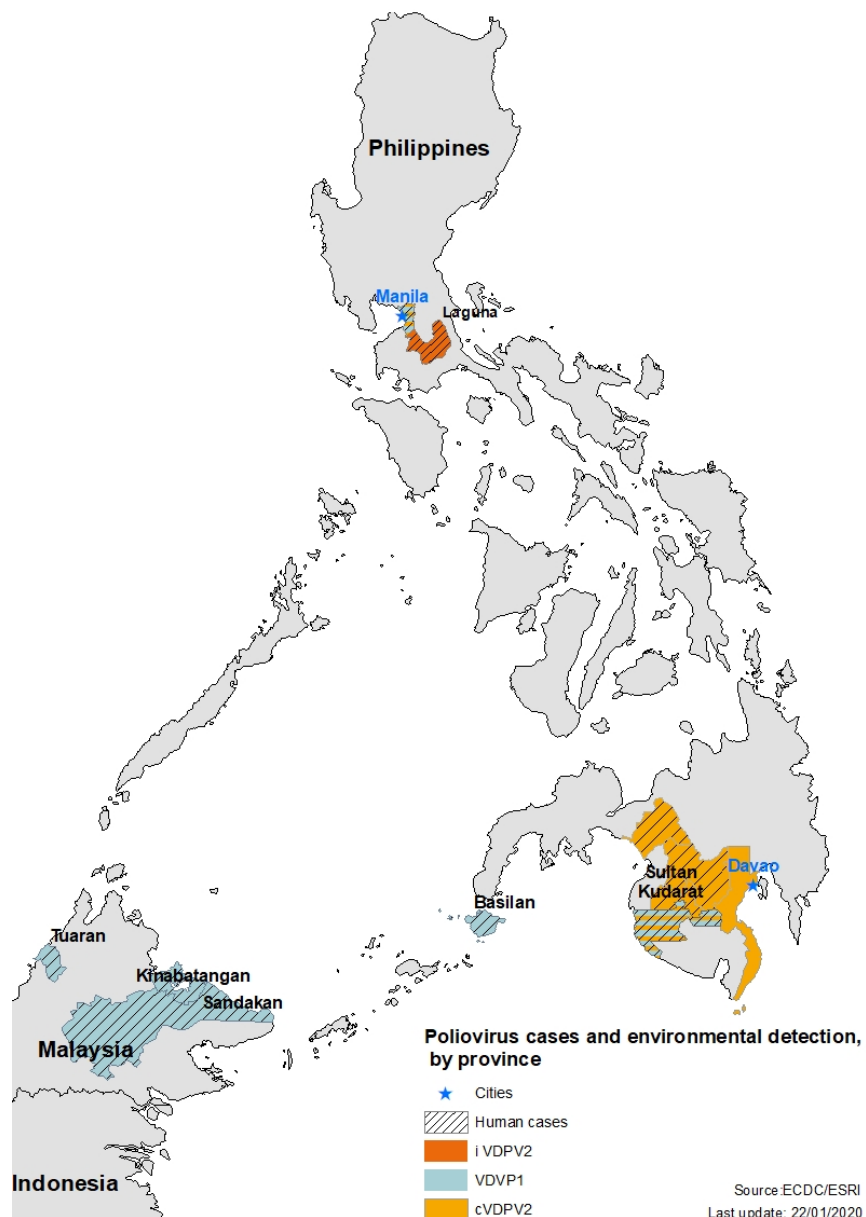 Philippines
Manila
Laguna
Sultan
Kudarat
Davao
Basilan
Tuaran
Kinabatangan
Sandakan
Malaysia
Indonesia
Poliovirus cases and environmental detection,
by province
Cities
Human cases
i VDPV2
VDVP1
cVDPV2
Source:ECDC/ESRI
Last update: 22/01/2020